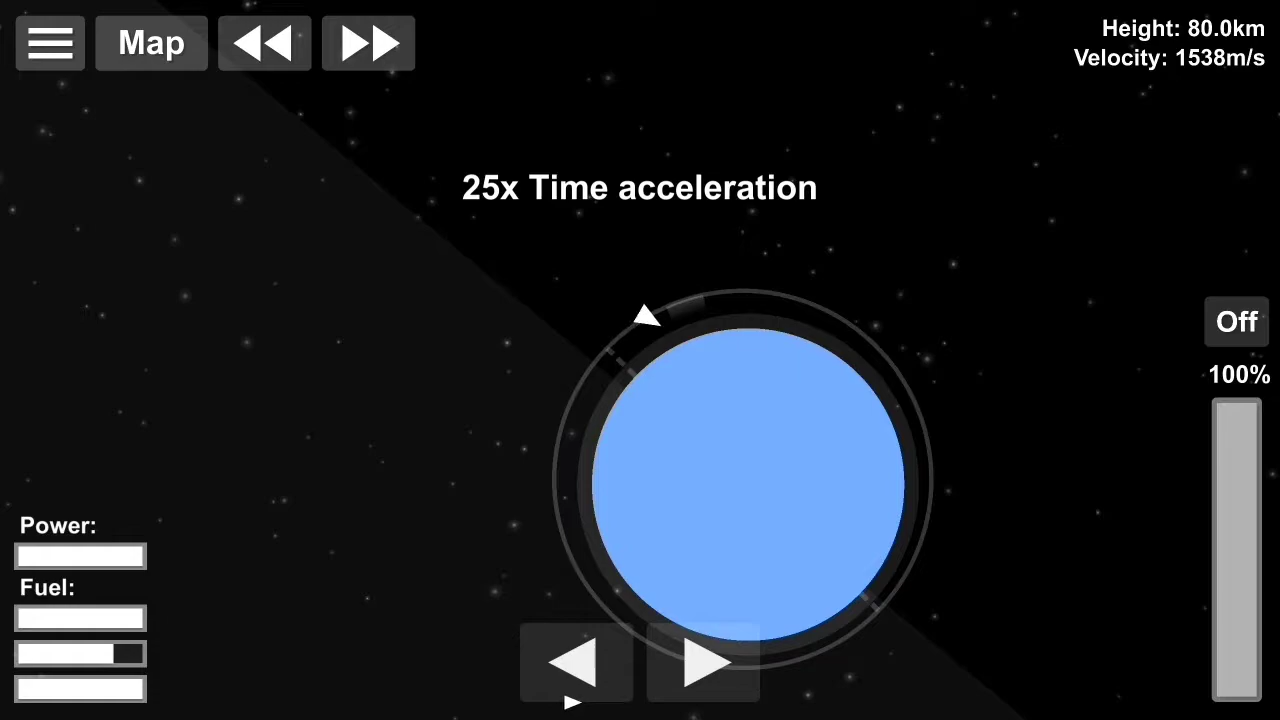 Map
Height: 80.0km
Velocity: 1538m/s
25x Time acceleration
Off
100%
Power:
Fuel: